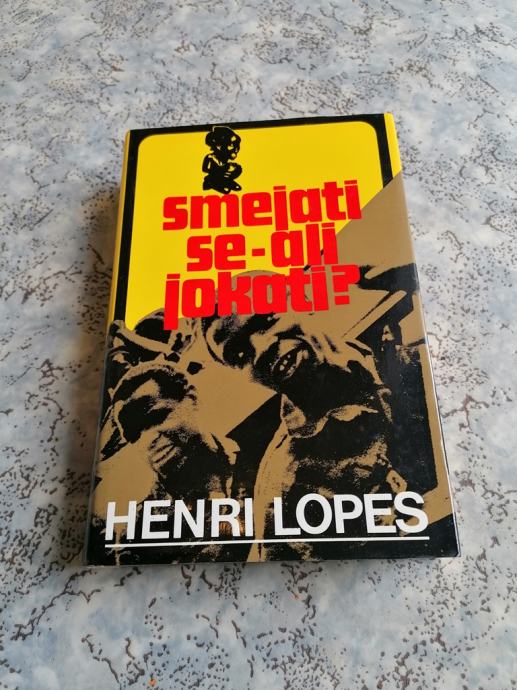 smejati
se-ali
jokati?
HENRI LOPES